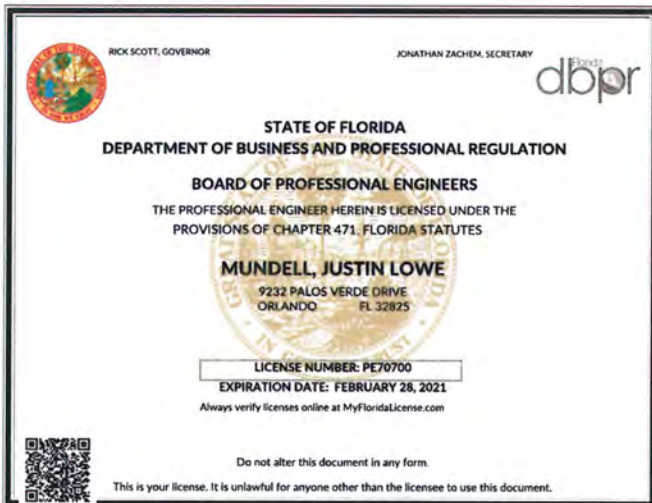 RICK SCOTT, GOVERNOR
JONATHAN ZACHEM, SECRETARY
Florida
dbpr
STATE OF FLORIDA
DEPARTMENT OF BUSINESS AND PROFESSIONAL REGULATION
BOARD OF PROFESSIONAL ENGINEERS
THE PROFESSIONAL ENGINEER HEREIN IS LICENSED UNDER THE
PROVISIONS OF CHAPTER 471, FLORIDA STATUTES
MUNDELL, JUSTIN LOWE
9232 PALOS VERDE DRIVE
ORLANDO FL 32825
LICENSE NUMBER: PE70700
EXPIRATION DATE: FEBRUARY 28, 2021
Always verify licenses online at MyFloridaLicense.com
Do not alter this document in any form.
This is your license. It is unlawful for anyone other than the licensee to use this document.